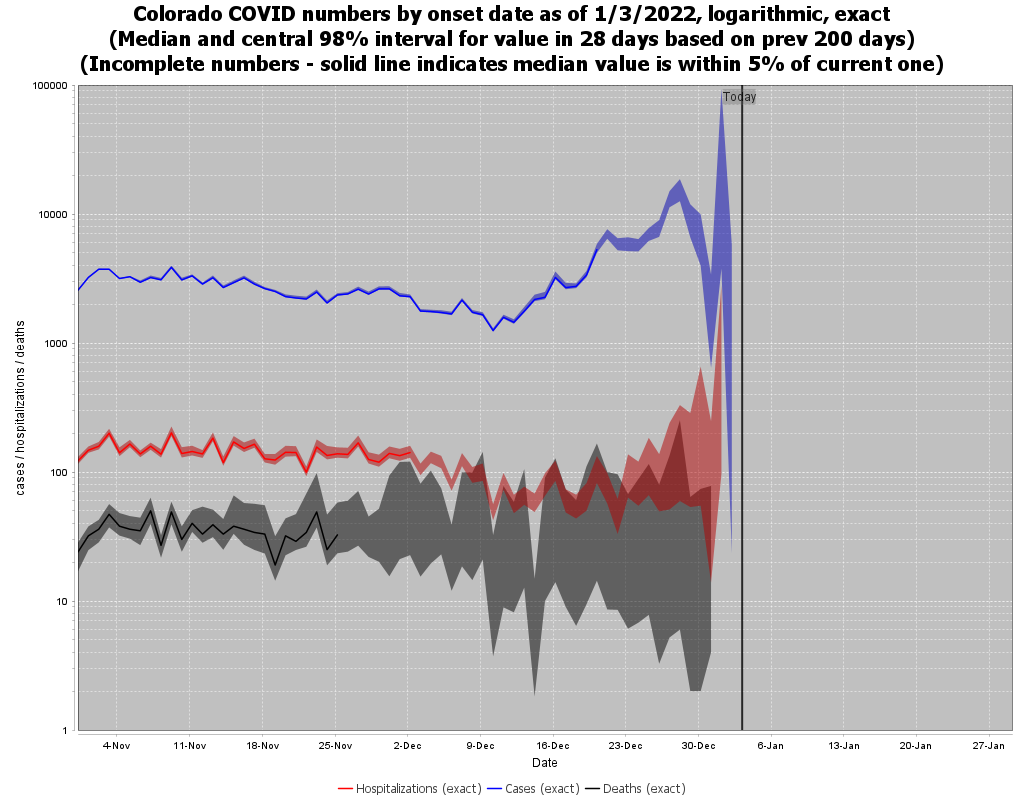 Colorado COVID numbers by onset date as of 1/3/2022, logarithmic, exact
(Median and central 98% interval for value in 28 days based on prev 200 days)
(Incomplete numbers - solid line indicates median value is within 5% of current one)
100000
10000
1000
100
10
1
cases / hospitalizations / deaths
Today
4-Nov 11-Nov 18-Nov 25-Nov 2-Dec 9-Dec 16-Dec 23-Dec 30-Dec 6-Jan 13-Jan 20-Jan 27-Jan
Date
Hospitalizations (exact) Cases (exact) Deaths (exact)